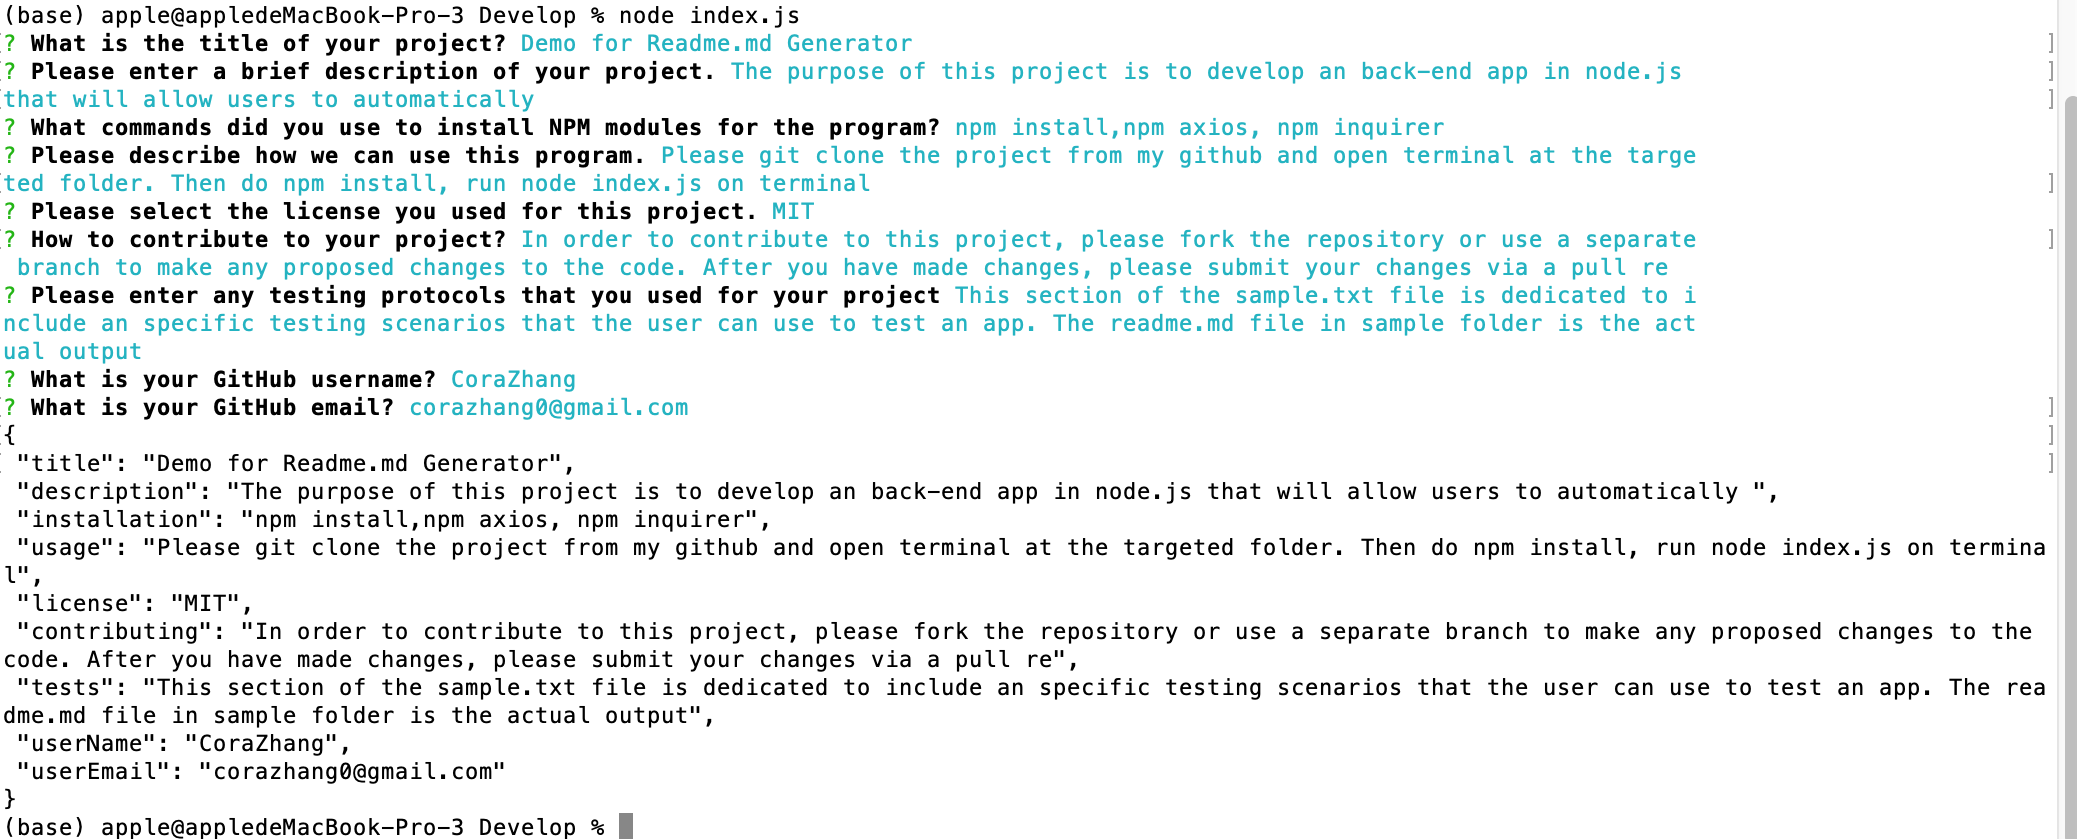 (base) apple@appledeMacBook-Pro-3 Develop % node index.js
? What is the title of your project? Demo for Readme.md Generator ]
? Please enter a brief description of your project. The purpose of this project is to develop an back-end app in node.js ]
that will allow users to automatically ]
? What commands did you use to install NPM modules for the program? npm install,npm axios, npm inquirer
? Please describe how we can use this program. Please git clone the project from my github and open terminal at the targe
ted folder. Then do npm install, run node index.js on terminal ]
? Please select the license you used for this project. MIT
? How to contribute to your project? In order to contribute to this project, please fork the repository or use a separate ]
 branch to make any proposed changes to the code. After you have made changes, please submit your changes via a pull re
? Please enter any testing protocols that you used for your project This section of the sample.txt file is dedicated to i
nclude an specific testing scenarios that the user can use to test an app. The readme.md file in sample folder is the act
ual output
? What is your GitHub username? CoraZhang
? What is your GitHub email? corazhang0@gmail.com ]
{ ]
 "title": "Demo for Readme.md Generator", ]
 "description": "The purpose of this project is to develop an back-end app in node.js that will allow users to automatically ",
 "installation": "npm install,npm axios, npm inquirer",
 "usage": "Please git clone the project from my github and open terminal at the targeted folder. Then do npm install, run node index.js on termina
l",
 "license": "MIT",
 "contributing": "In order to contribute to this project, please fork the repository or use a separate branch to make any proposed changes to the
code. After you have made changes, please submit your changes via a pull re",
 "tests": "This section of the sample.txt file is dedicated to include an specific testing scenarios that the user can use to test an app. The rea
dme.md file in sample folder is the actual output",
 "userName": "CoraZhang",
 "userEmail": "corazhang0@gmail.com"
}
(base) apple@appledeMacBook-Pro-3 Develop %